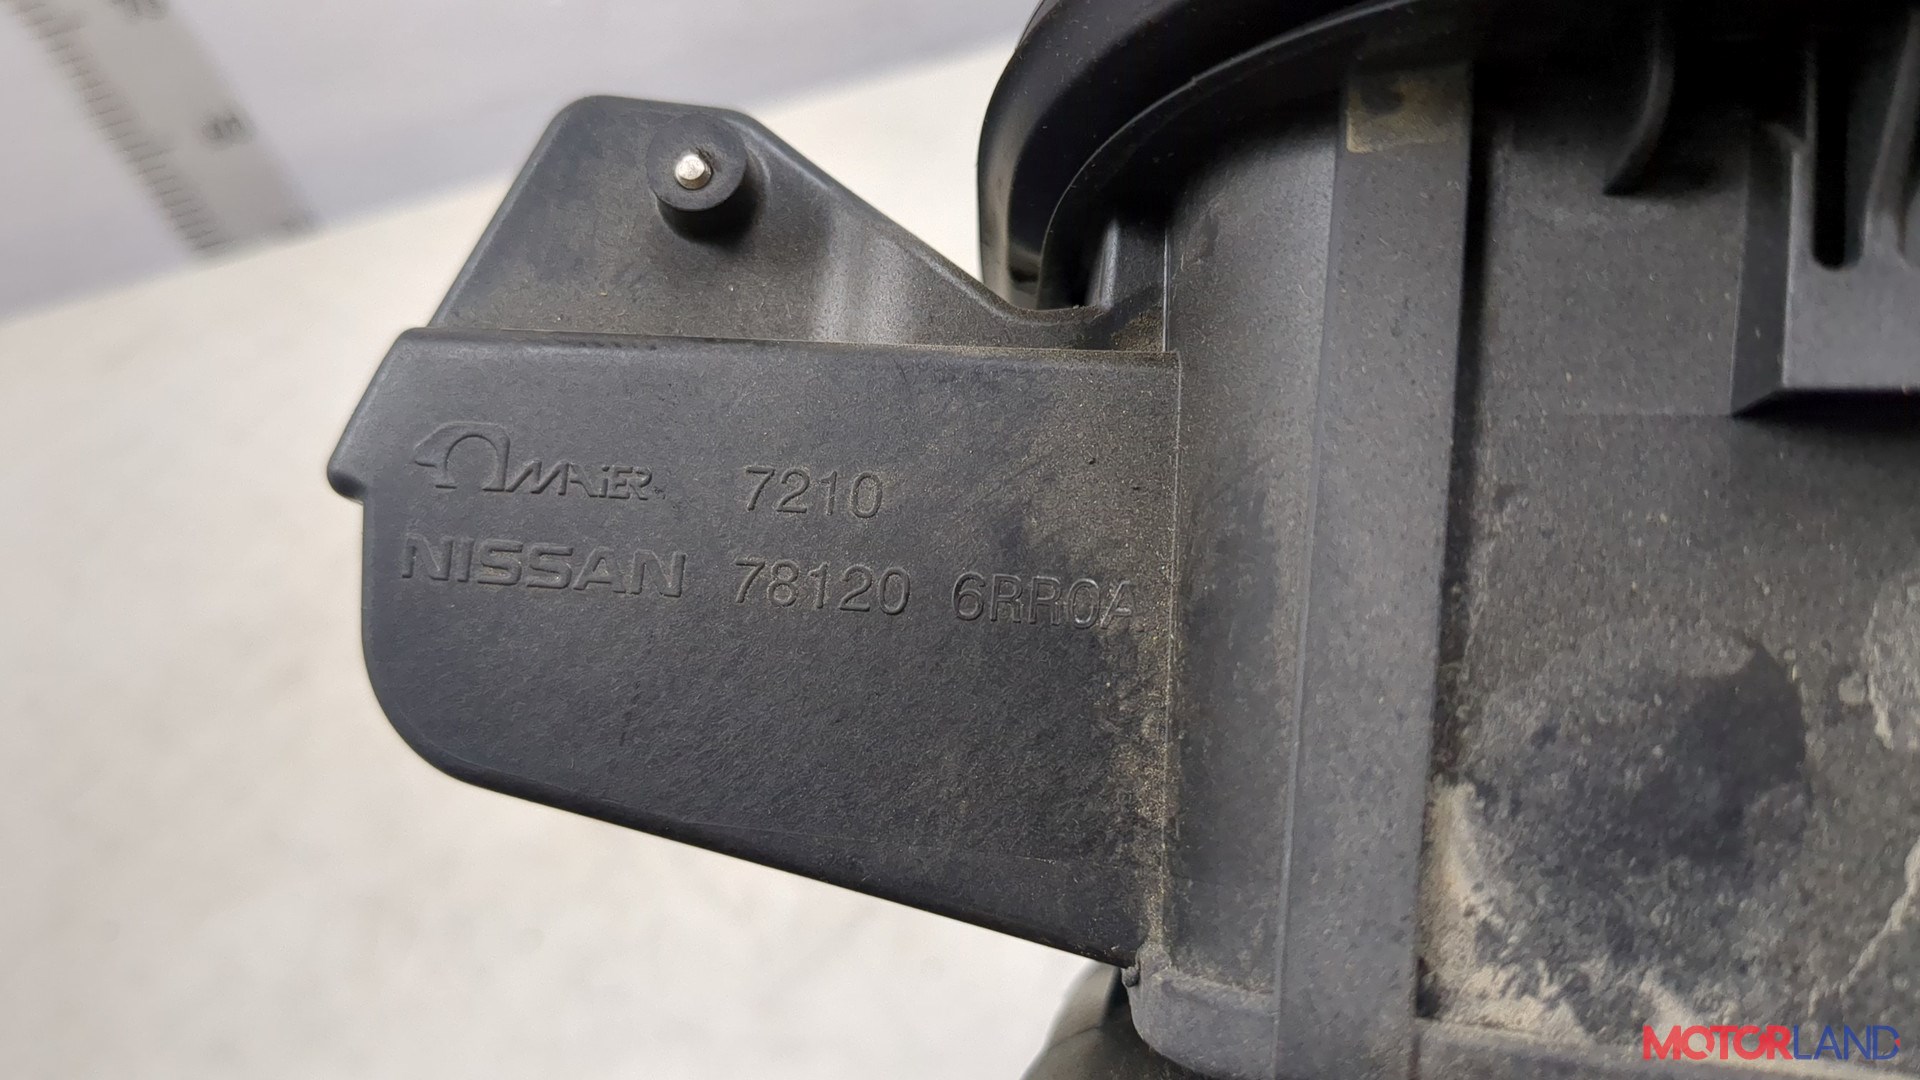 MAIER 7210
NISSAN 78120 6RR0A
MOTORLAND